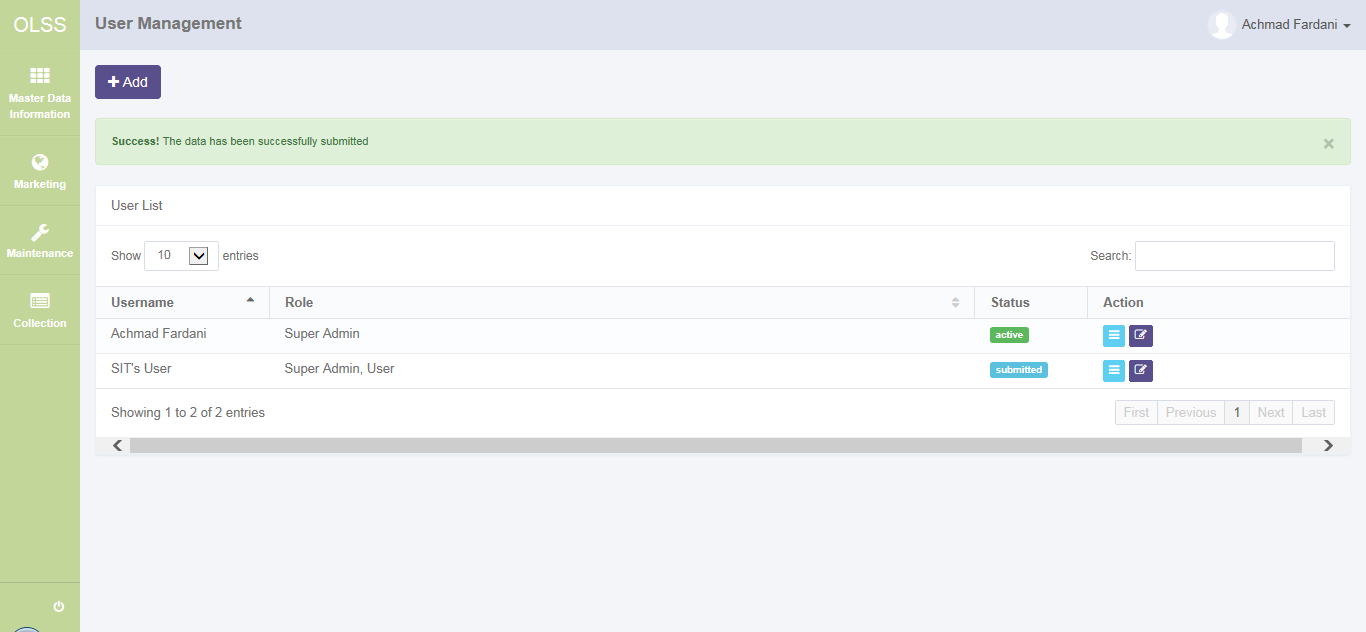 OLSS
User Management
Achmad Fardani
Master Data
Information
Marketing
Maintenance
Collection
Add
Success! The data has been successfully submitted
×
User List
Show 10 entries
Search:
Username Role Status Action
Achmad Fardani Super Admin active
SIT's User Super Admin, User submitted
Showing 1 to 2 of 2 entries
First Previous 1 Next Last